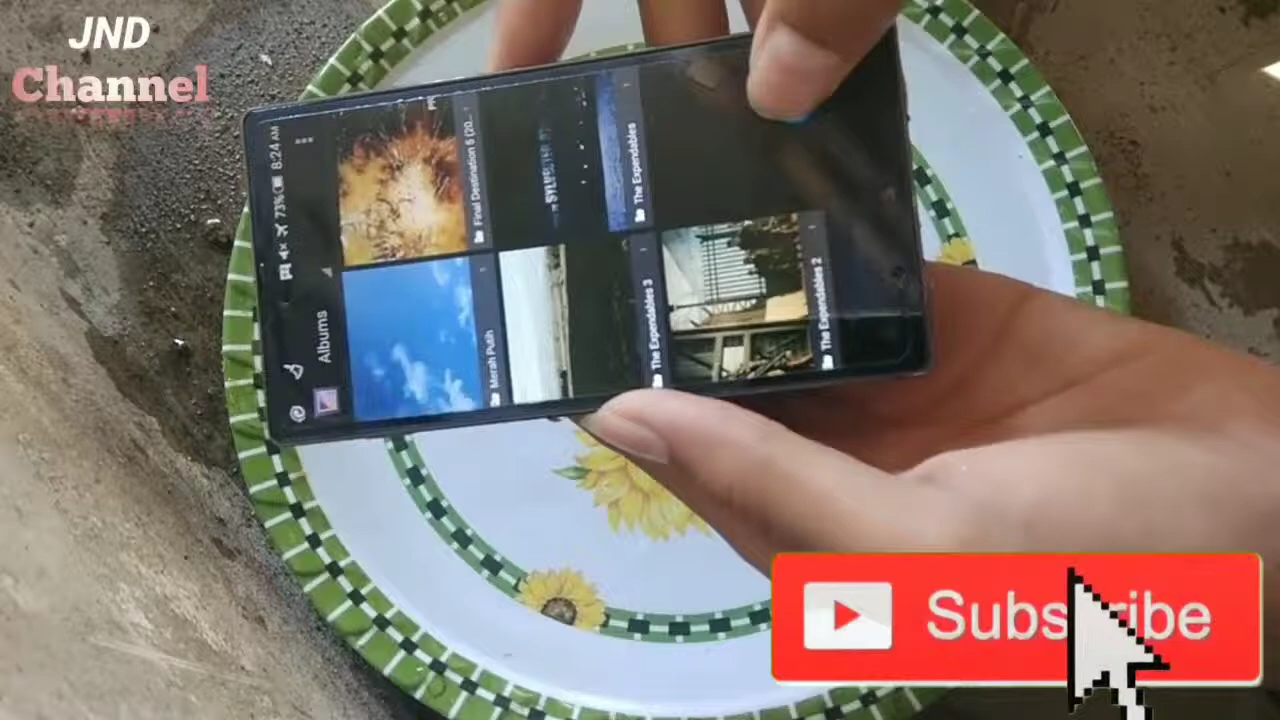 JND
Channel
8:24 AM
73%
Albums
Final Destination 5 (20...
Merah Putih
The Expendables
The Expendables 3
The Expendables 2
Subscribe